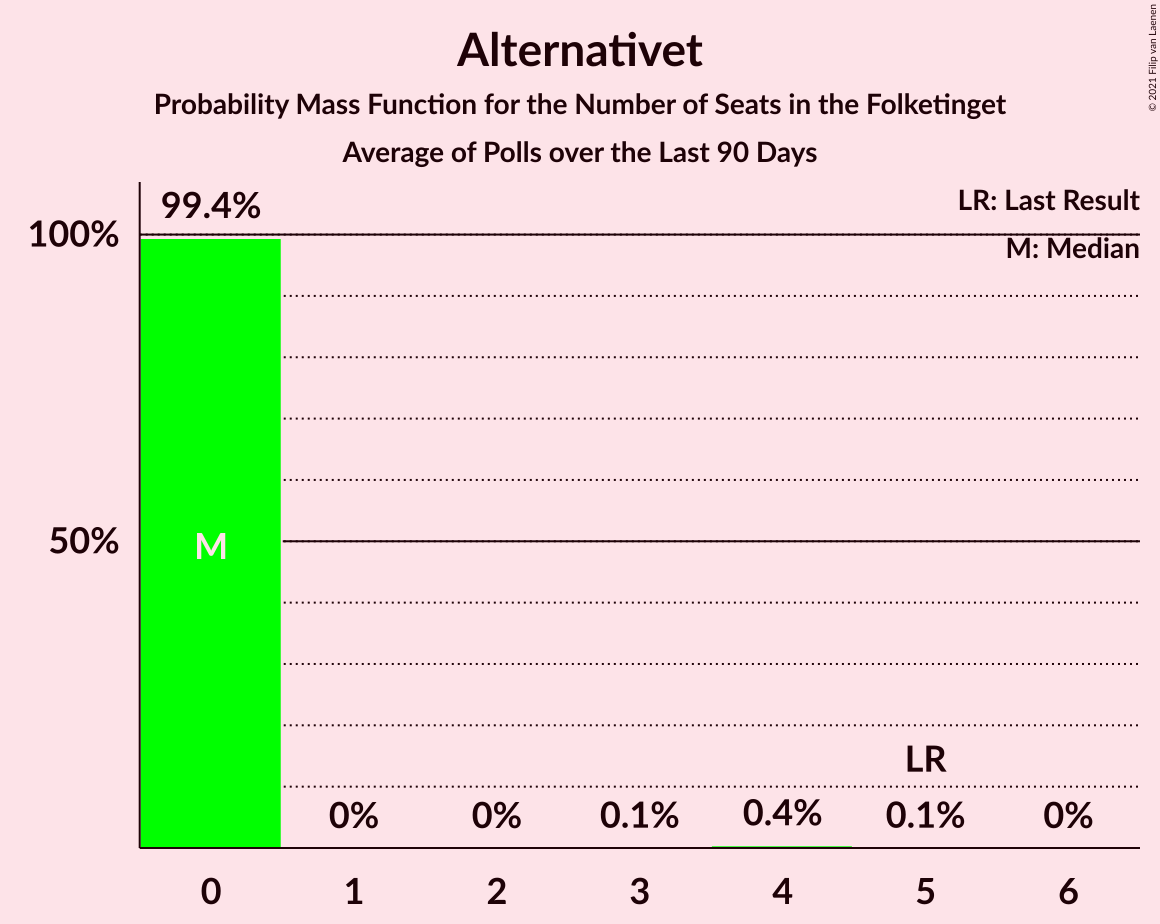 Alternativet
Probability Mass Function for the Number of Seats in the Folketinget
Average of Polls over the Last 90 Days
© 2021 Filip van Laenen
LR: Last Result
M: Median
99.4%
100%
50%
M
LR
0% 0% 0.1% 0.4% 0.1% 0%
0 1 2 3 4 5 6